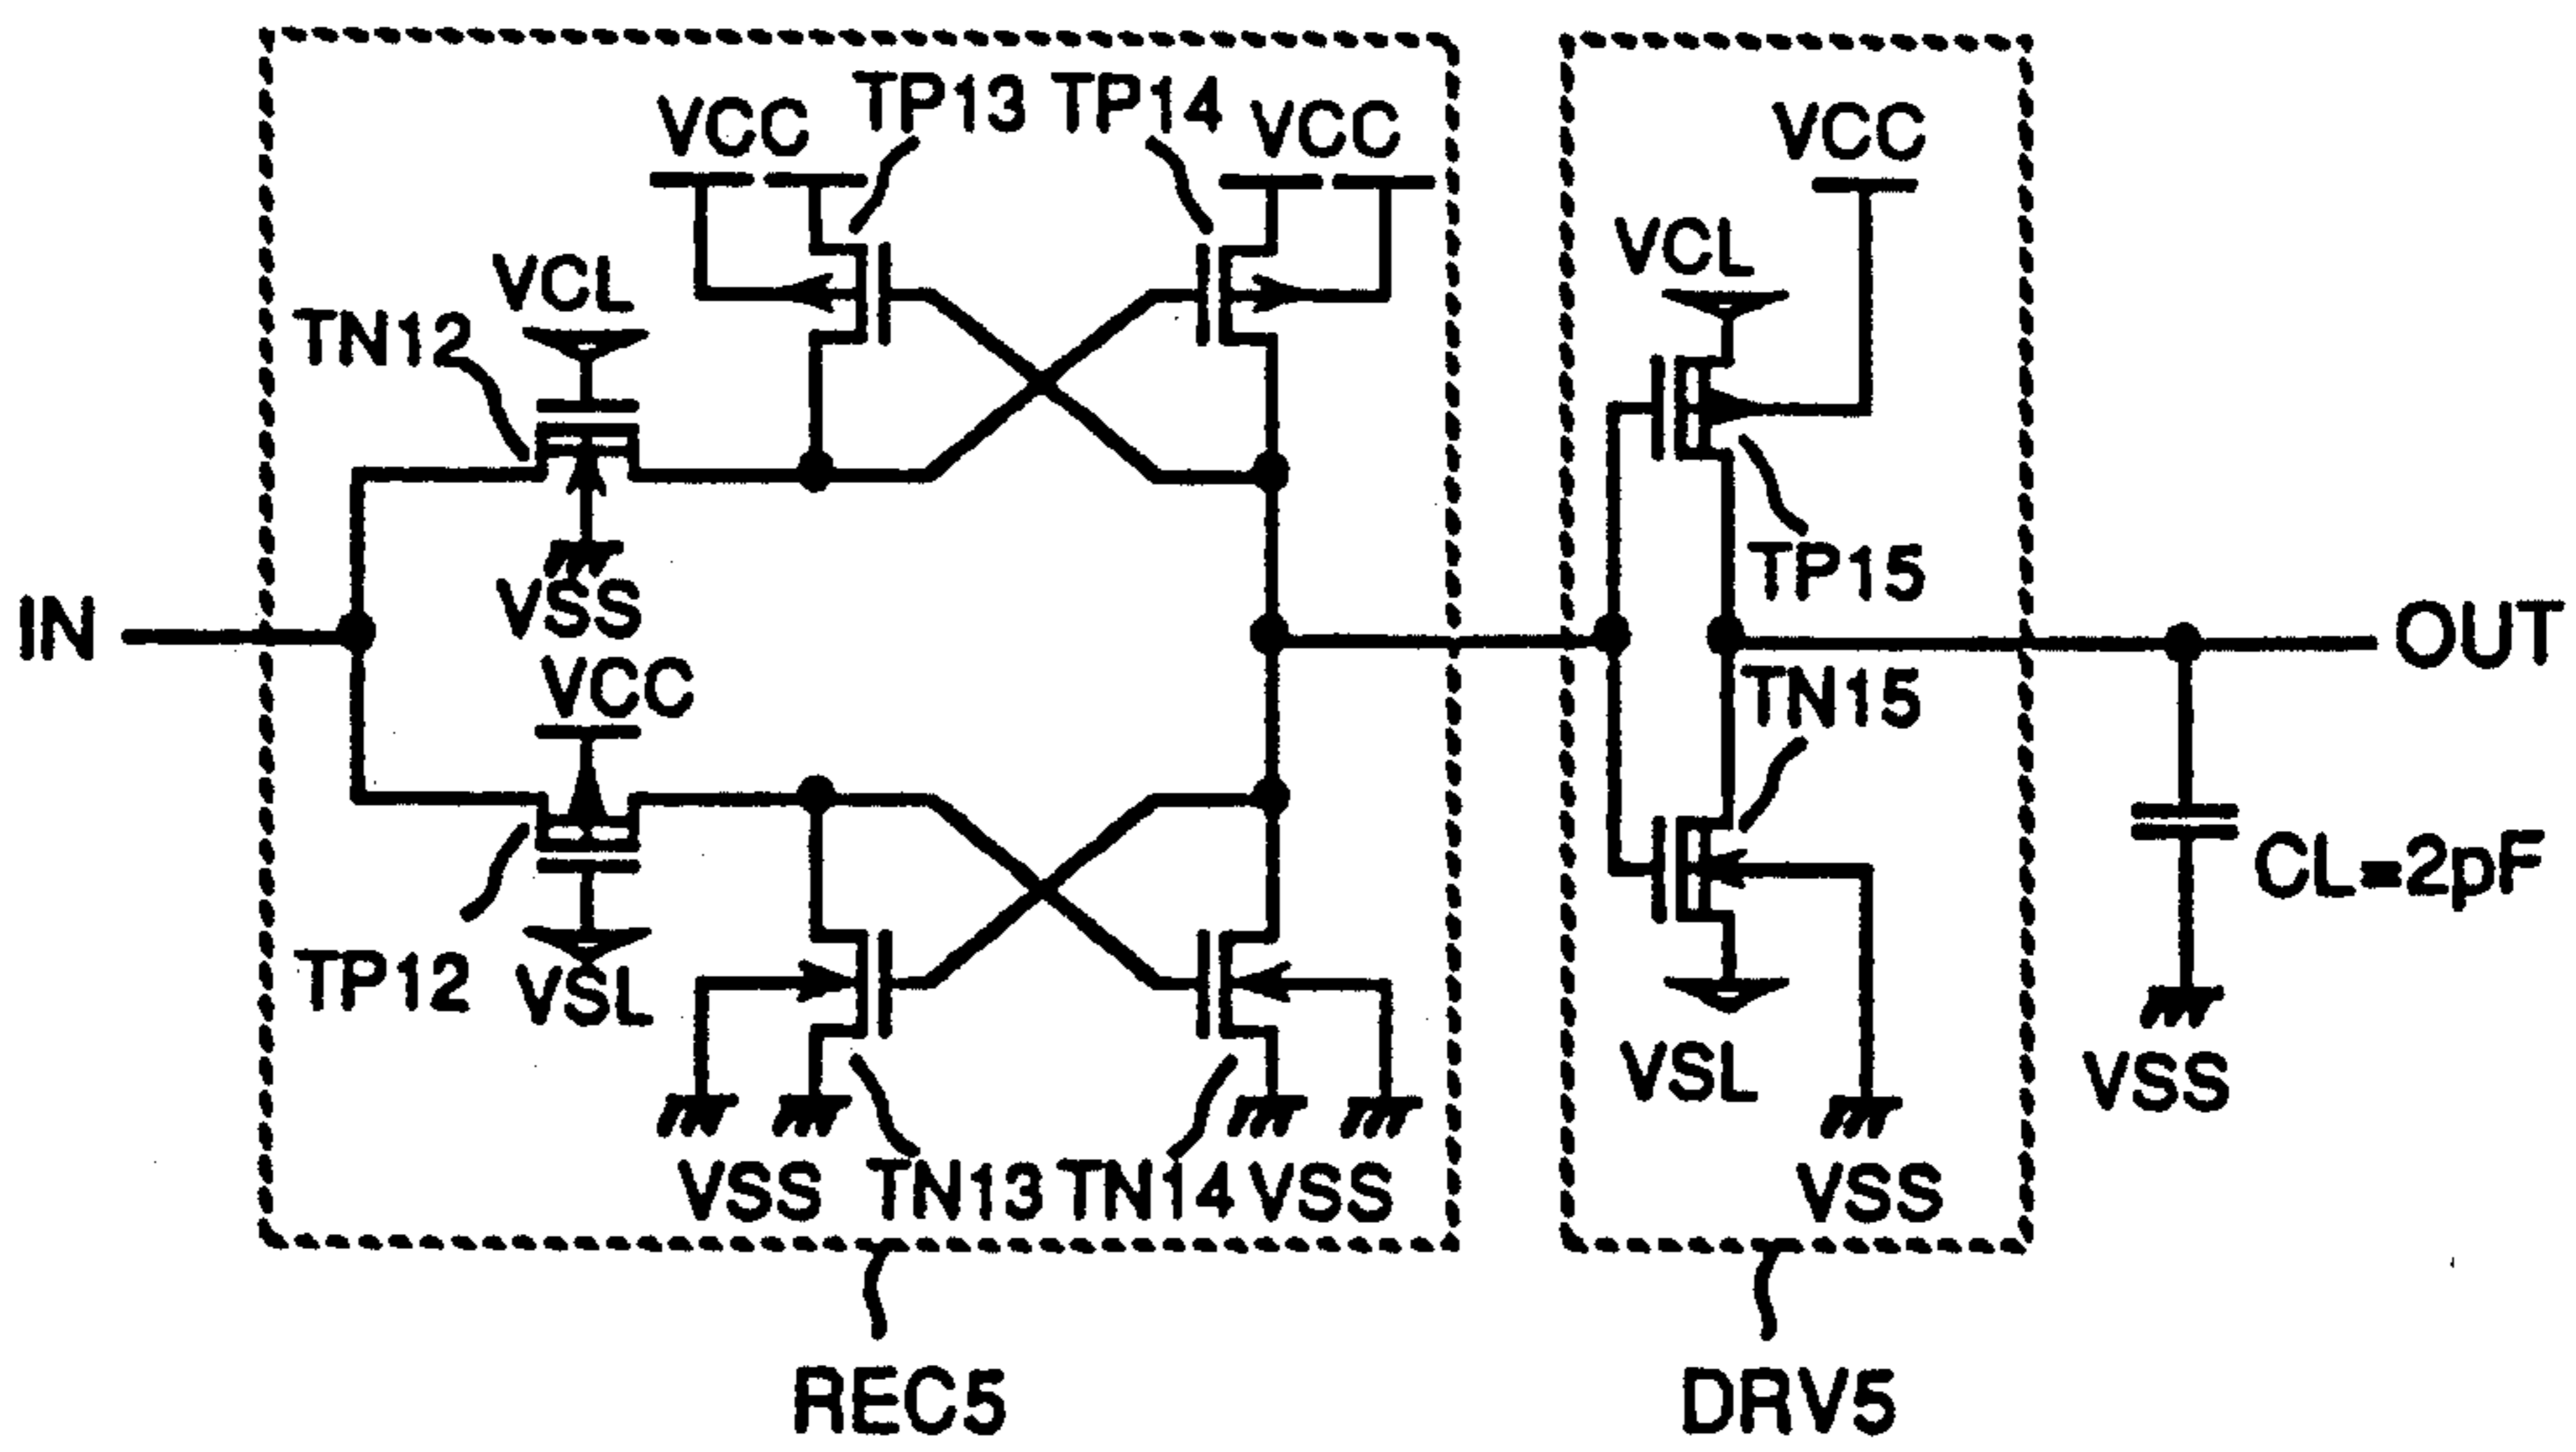 TP13 TP14
VCC VCC VCC
VCL VCL
TN12
TP15
VSS
IN OUT
VCC TN15
CL=2pF
TP12 VSL
VSL VSS
VSS TN13 TN14 VSS VSS
REC5 DRV5